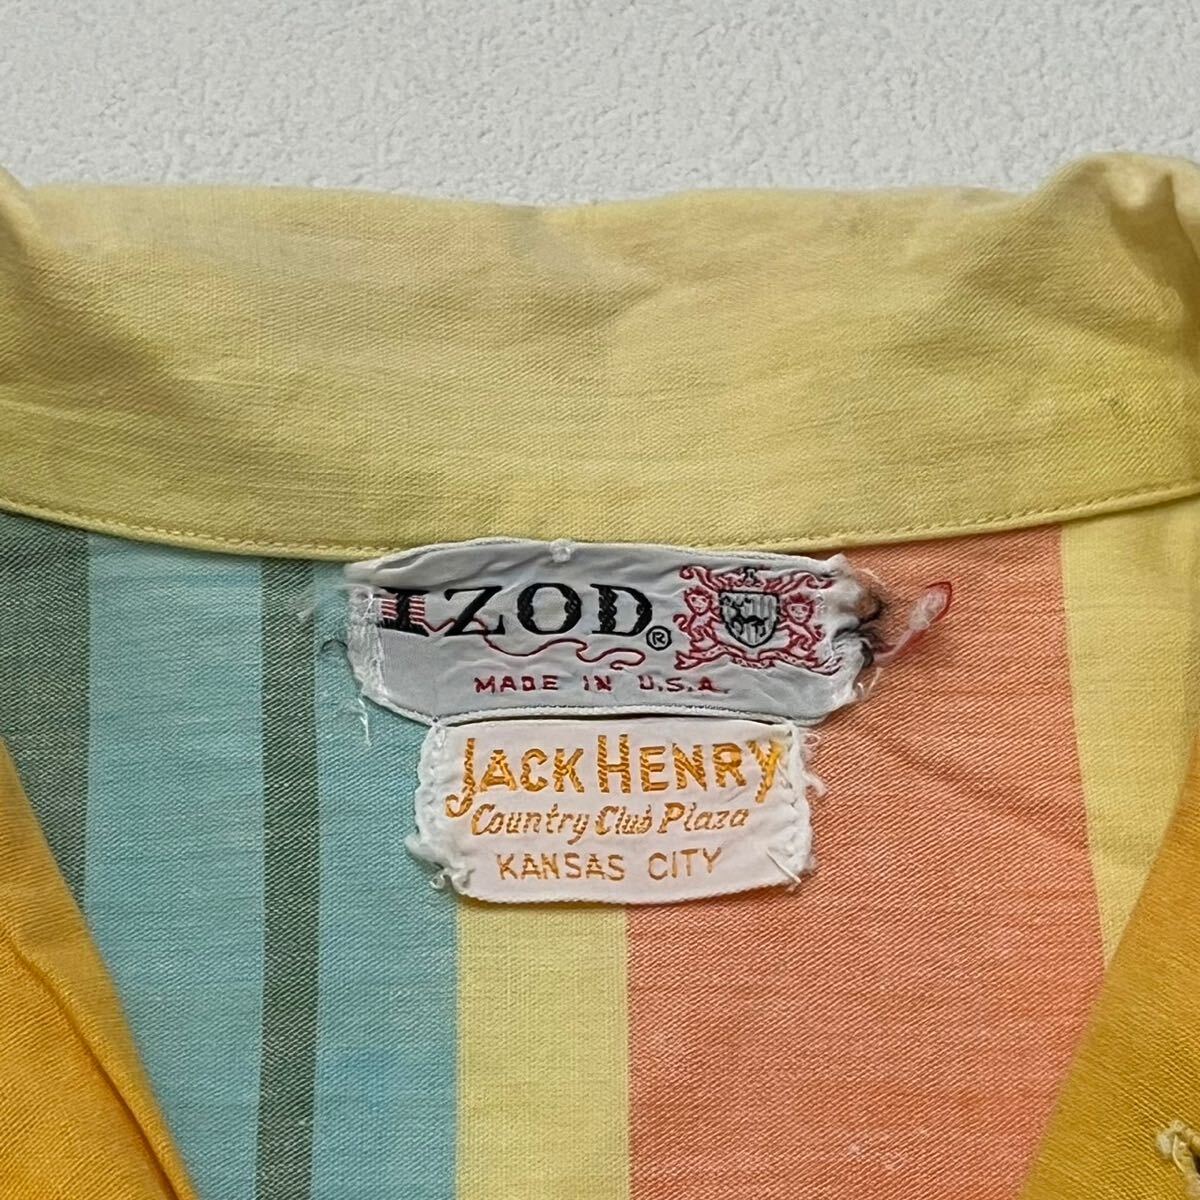 IZOD®
MADE IN U.S.A.
JACK HENRY
Country Club Plaza
KANSAS CITY